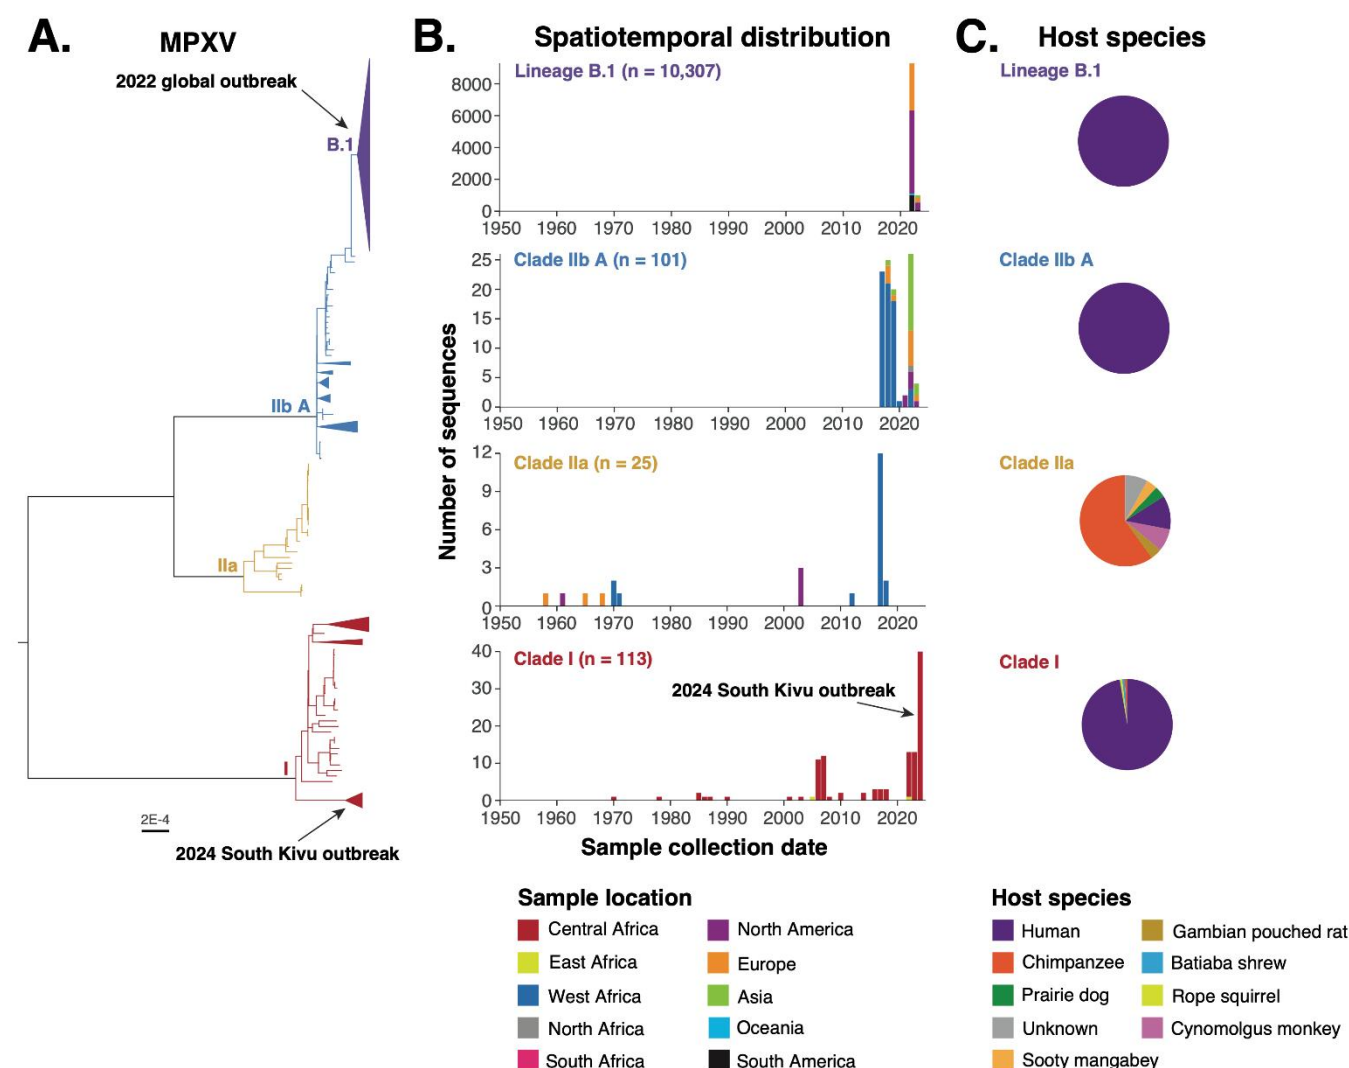 A.
MPXV
2022 global outbreak
B.1
IIb A
IIa
I
2E-4
2024 South Kivu outbreak
B.
Spatiotemporal distribution
Number of sequences
Lineage B.1 (n = 10,307)
8000
6000
4000
2000
0
1950 1960 1970 1980 1990 2000 2010 2020
Clade IIb A (n = 101)
25
20
15
10
5
0
1950 1960 1970 1980 1990 2000 2010 2020
Clade IIa (n = 25)
12
9
6
3
0
1950 1960 1970 1980 1990 2000 2010 2020
Clade I (n = 113)
2024 South Kivu outbreak
40
30
20
10
0
1950 1960 1970 1980 1990 2000 2010 2020
Sample collection date
Sample location
Central Africa
East Africa
West Africa
North Africa
South Africa
North America
Europe
Asia
Oceania
South America
C.
Host species
Lineage B.1
Clade IIb A
Clade IIa
Clade I
Host species
Human
Chimpanzee
Prairie dog
Unknown
Sooty mangabey
Gambian pouched rat
Batiaba shrew
Rope squirrel
Cynomolgus monkey